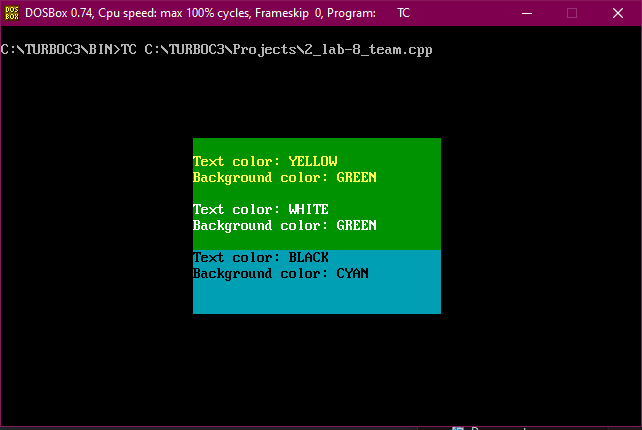 DOS BOX DOSBox 0.74, Cpu speed: max 100% cycles, Frameskip 0, Program: TC
C:\TURBOC3\BIN>TC C:\TURBOC3\Projects\2_lab-8_team.cpp
Text color: YELLOW
Background color: GREEN
Text color: WHITE
Background color: GREEN
Text color: BLACK
Background color: CYAN